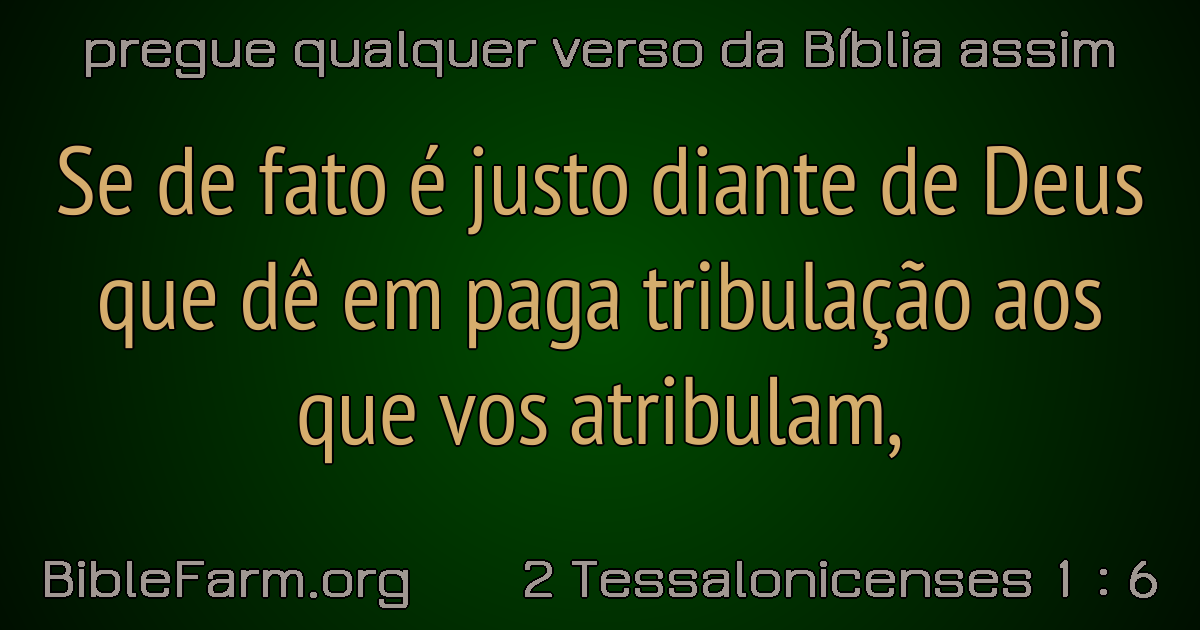 pregue qualquer verso da Bíblia assim
Se de fato é justo diante de Deus
que dê em paga tribulação aos
que vos atribulam,
BibleFarm.org 2 Tessalonicenses 1 : 6